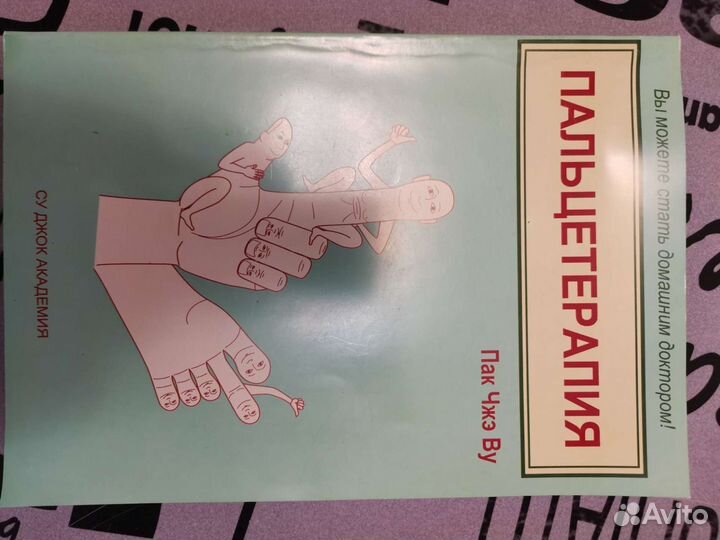 Вы можете стать домашним доктором!
ПАЛЬЦЕТЕРАПИЯ
Пак Чжэ Ву
СУ ДЖОК АКАДЕМИЯ
Avito